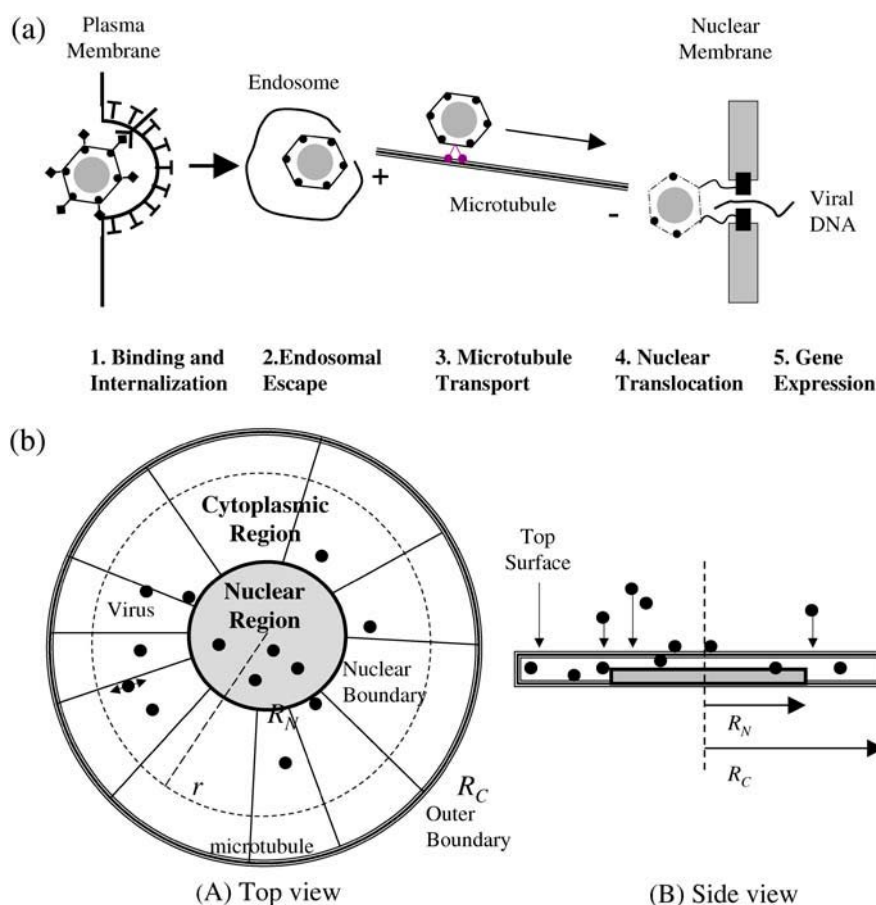 (a)
Plasma
Membrane
Endosome
+
Microtubule
-
Nuclear
Membrane
Viral
DNA
1. Binding and
Internalization
2.Endosomal
Escape
3. Microtubule
Transport
4. Nuclear
Translocation
5. Gene
Expression
(b)
Cytoplasmic
Region
Nuclear
Region
Virus
Nuclear
Boundary
R_N
r
R_C
Outer
Boundary
microtubule
(A) Top view
Top
Surface
R_N
R_C
(B) Side view